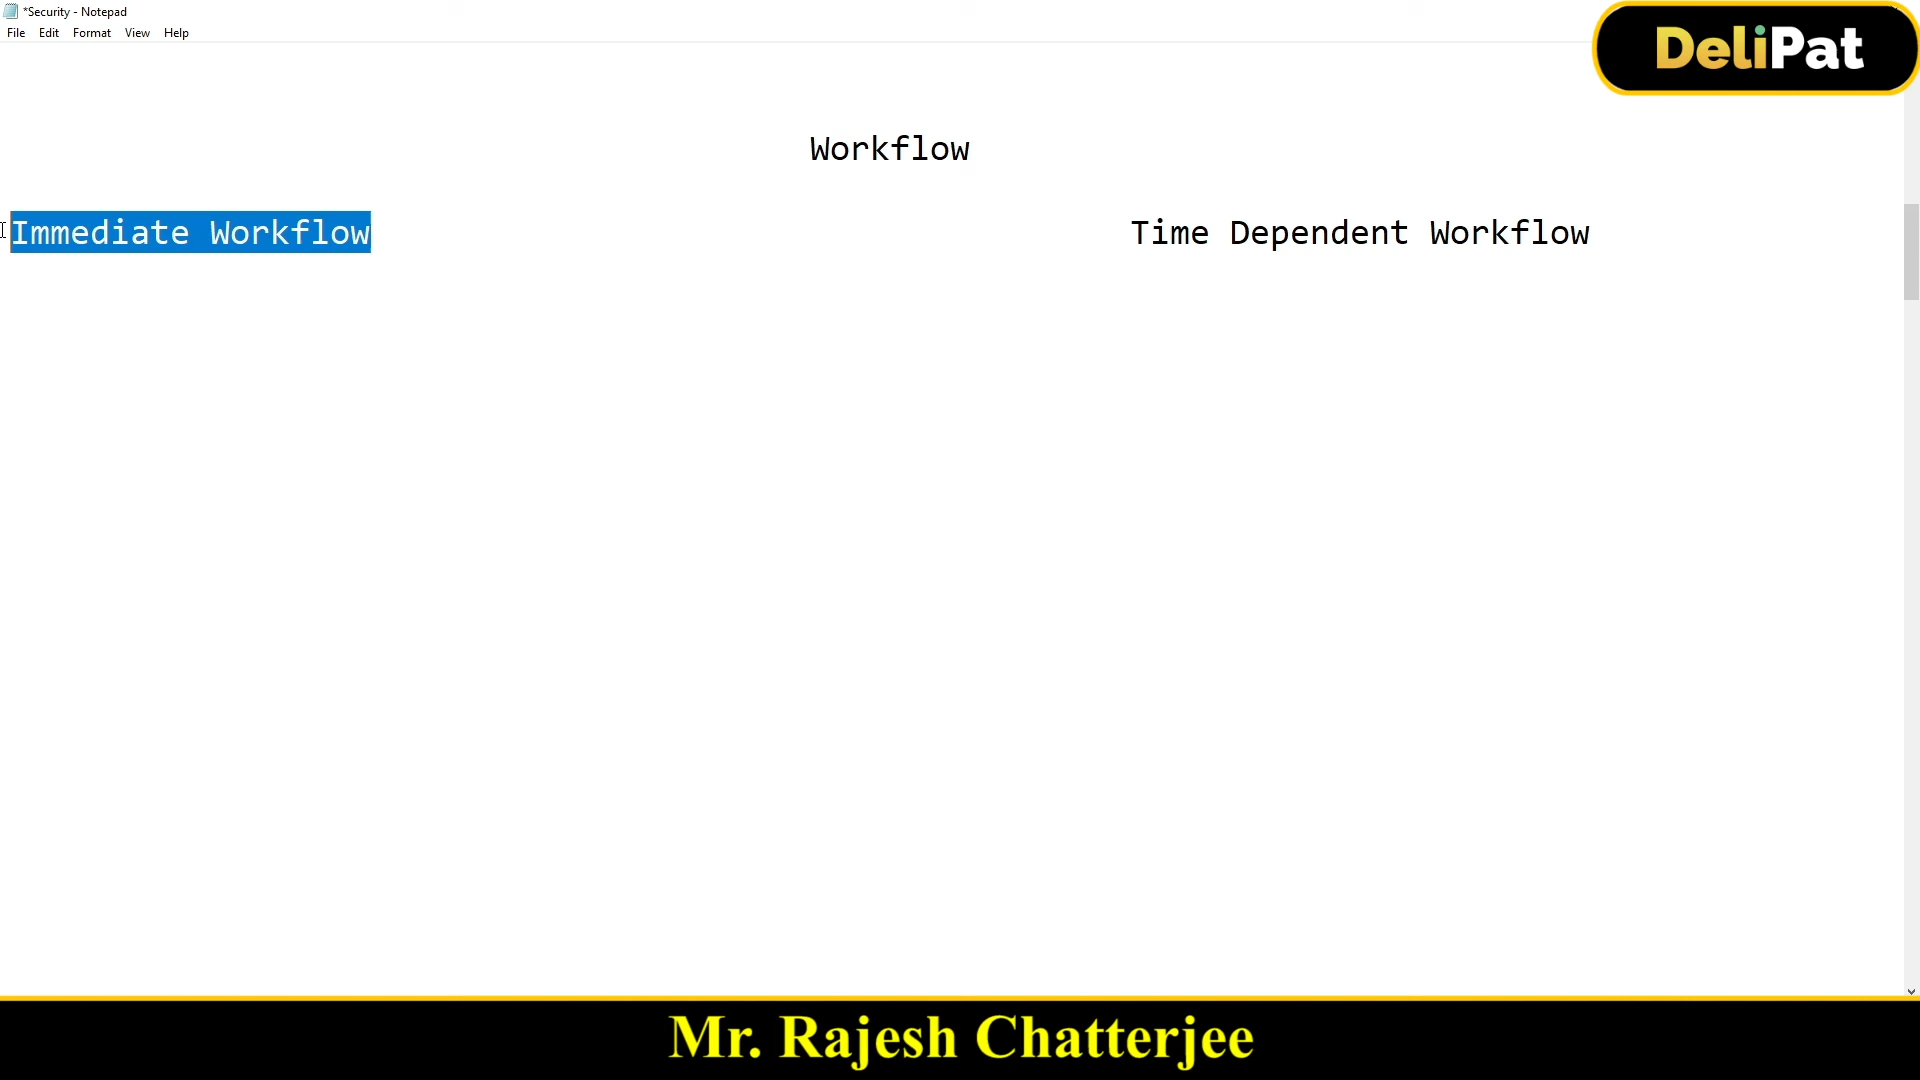 *Security - Notepad
File Edit Format View Help
DeliPat
Workflow
Immediate Workflow Time Dependent Workflow
Mr. Rajesh Chatterjee